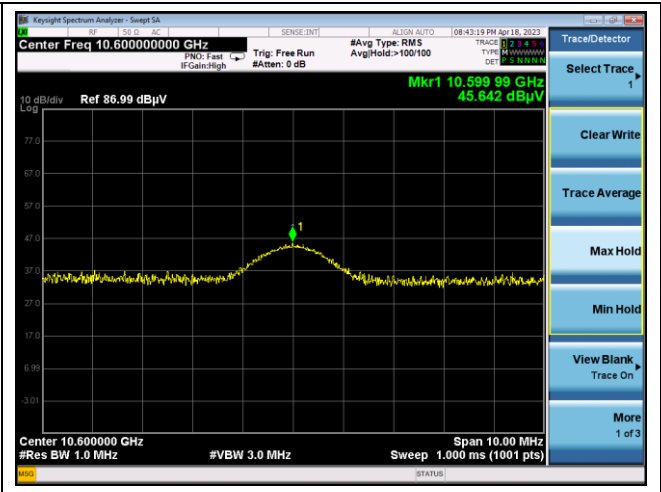 Keysight Spectrum Analyzer - Swept SA
RF 50 Ω AC SENSE:INT ALIGN AUTO 08:43:19 PM Apr 18, 2023
Center Freq 10.600000000 GHz
PNO: Fast
IFGain:High
Trig: Free Run
#Atten: 0 dB
#Avg Type: RMS
Avg|Hold:>100/100
TRACE 1 2 3 4 5 6
TYPE M WWWWW
DET P S N N N N
Trace/Detector
Select Trace
1
Mkr1 10.599 99 GHz
45.642 dBµV
10 dB/div Ref 86.99 dBµV
Log
77.0
67.0
57.0
47.0
37.0
27.0
17.0
6.99
-3.01
1
Clear Write
Trace Average
Max Hold
Min Hold
View Blank
Trace On
More
1 of 3
Center 10.600000 GHz Span 10.00 MHz
#Res BW 1.0 MHz #VBW 3.0 MHz Sweep 1.000 ms (1001 pts)
MSG STATUS